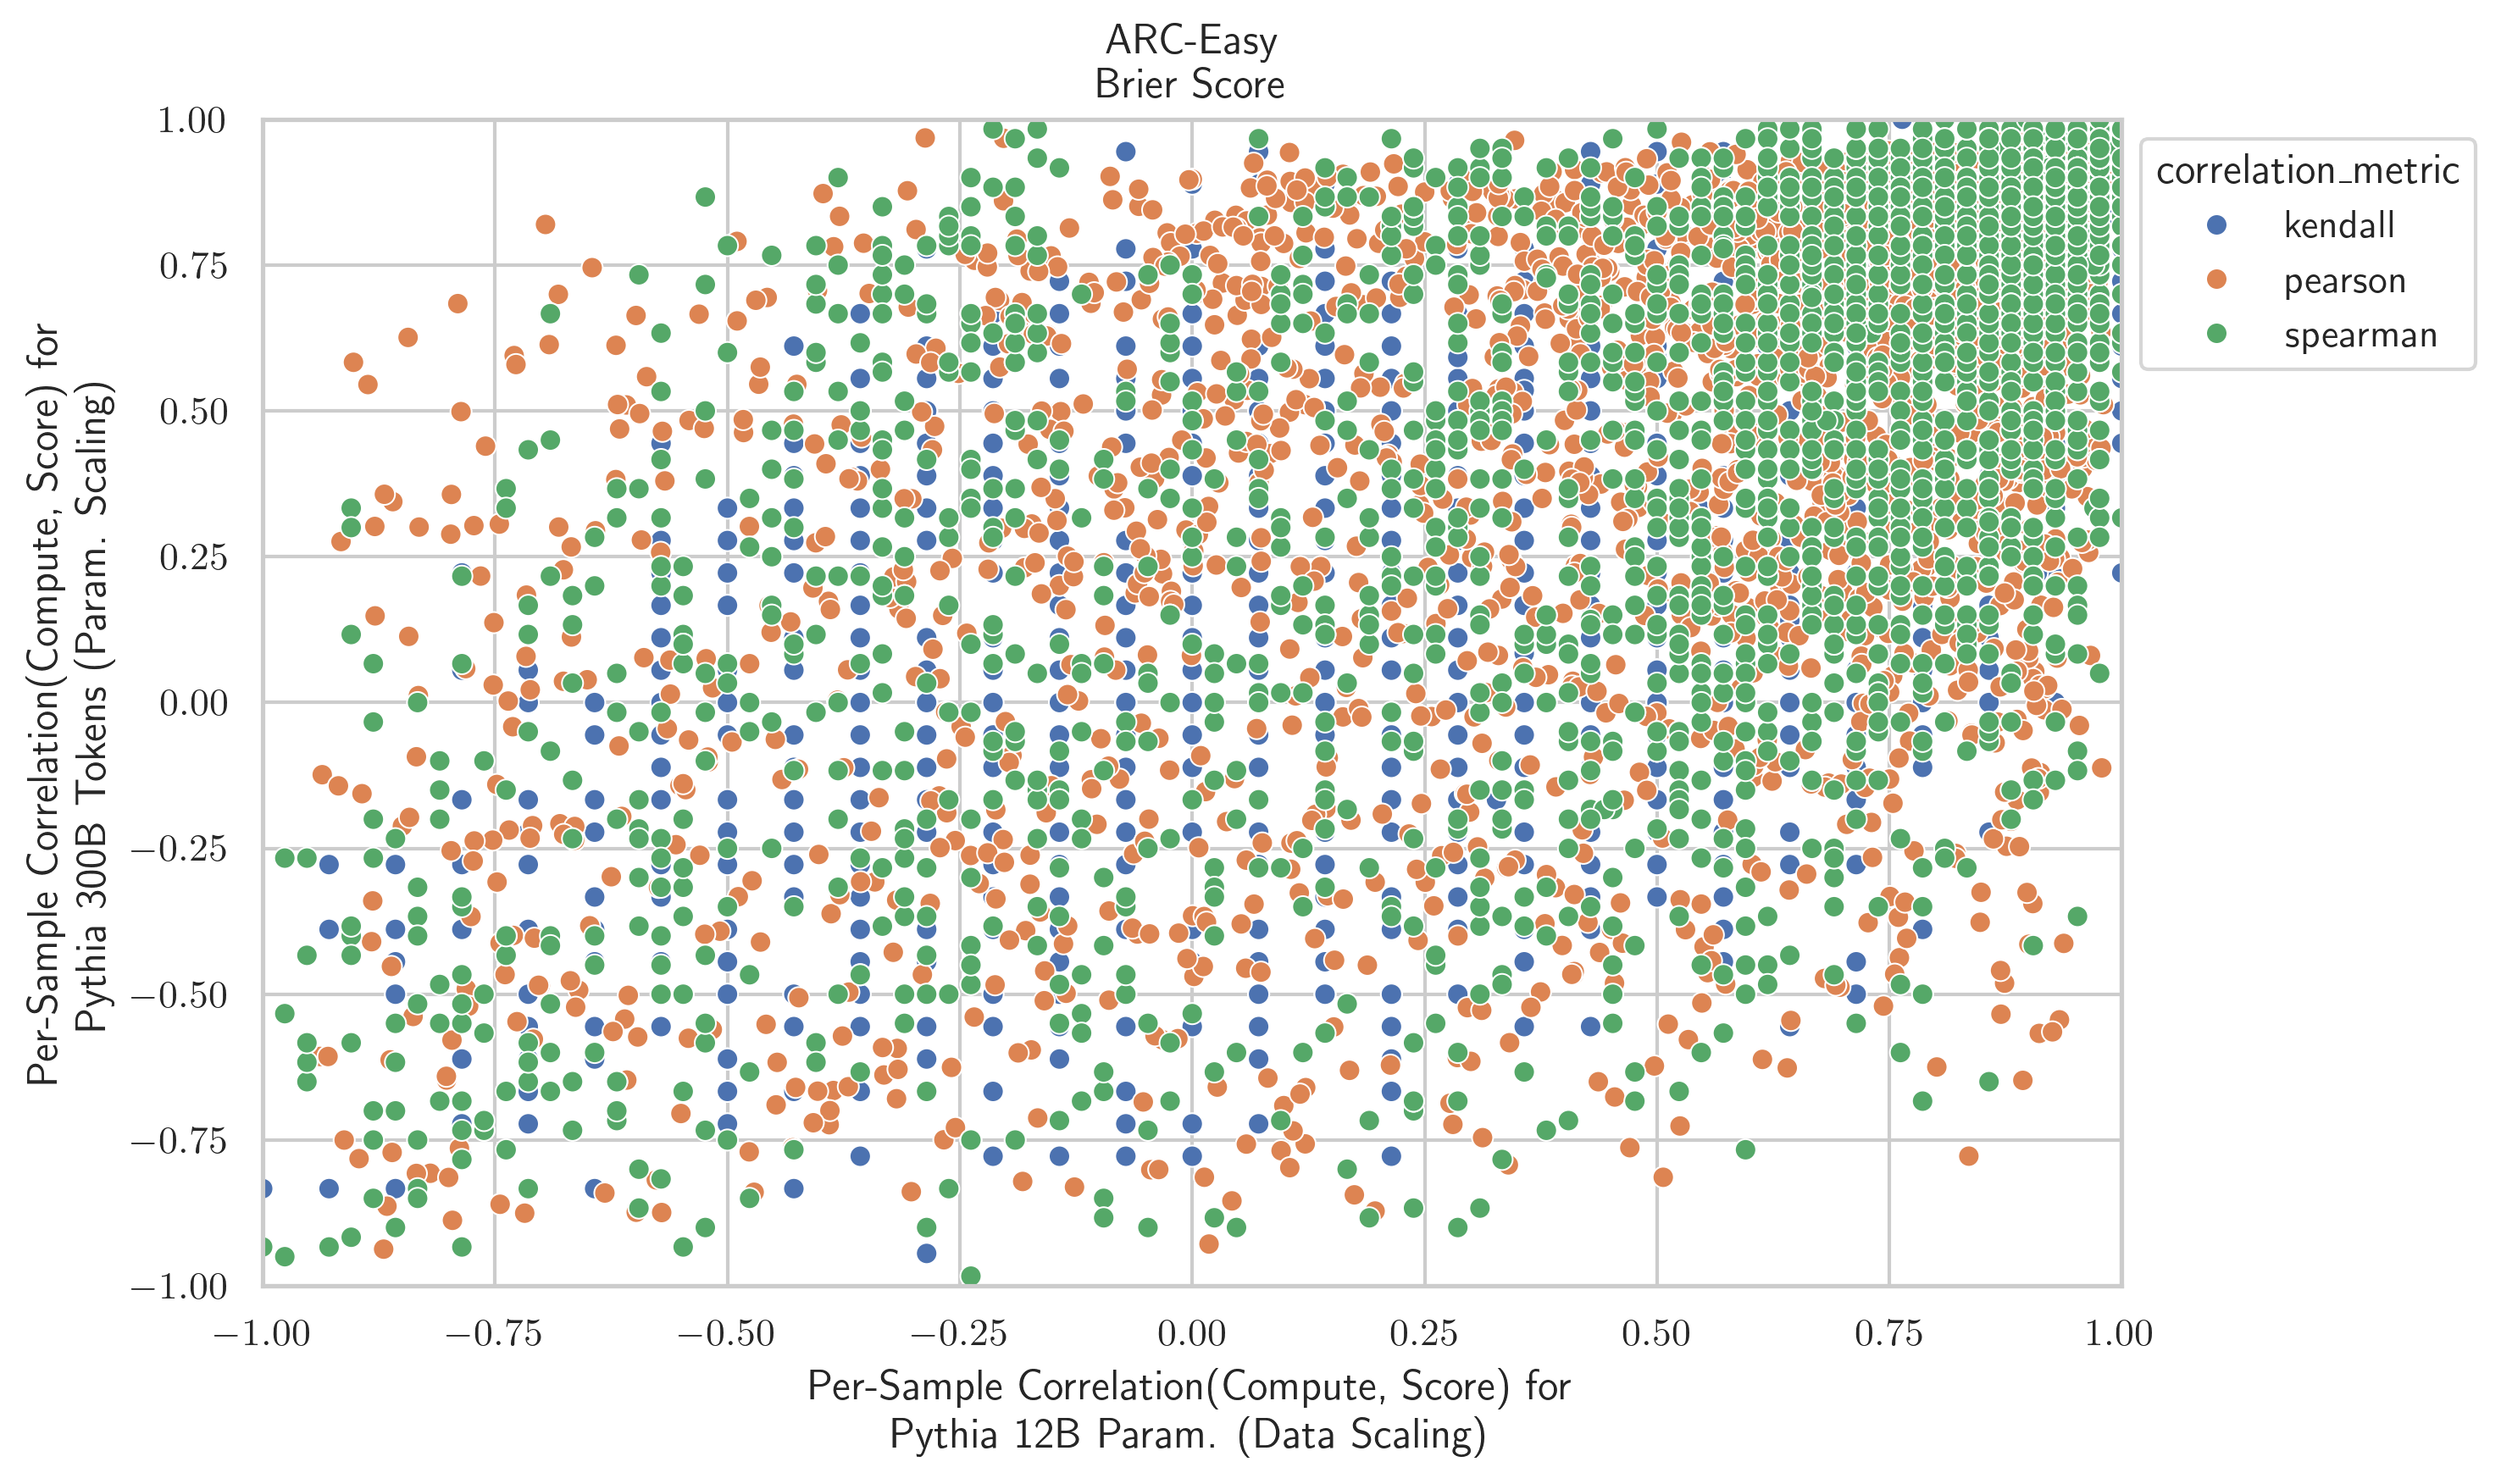 ARC-Easy
Brier Score
Per-Sample Correlation(Compute, Score) for
Pythia 300B Tokens (Param. Scaling)
1.00
0.75
0.50
0.25
0.00
−0.25
−0.50
−0.75
−1.00
−1.00 −0.75 −0.50 −0.25 0.00 0.25 0.50 0.75 1.00
Per-Sample Correlation(Compute, Score) for
Pythia 12B Param. (Data Scaling)
correlation_metric
kendall
pearson
spearman